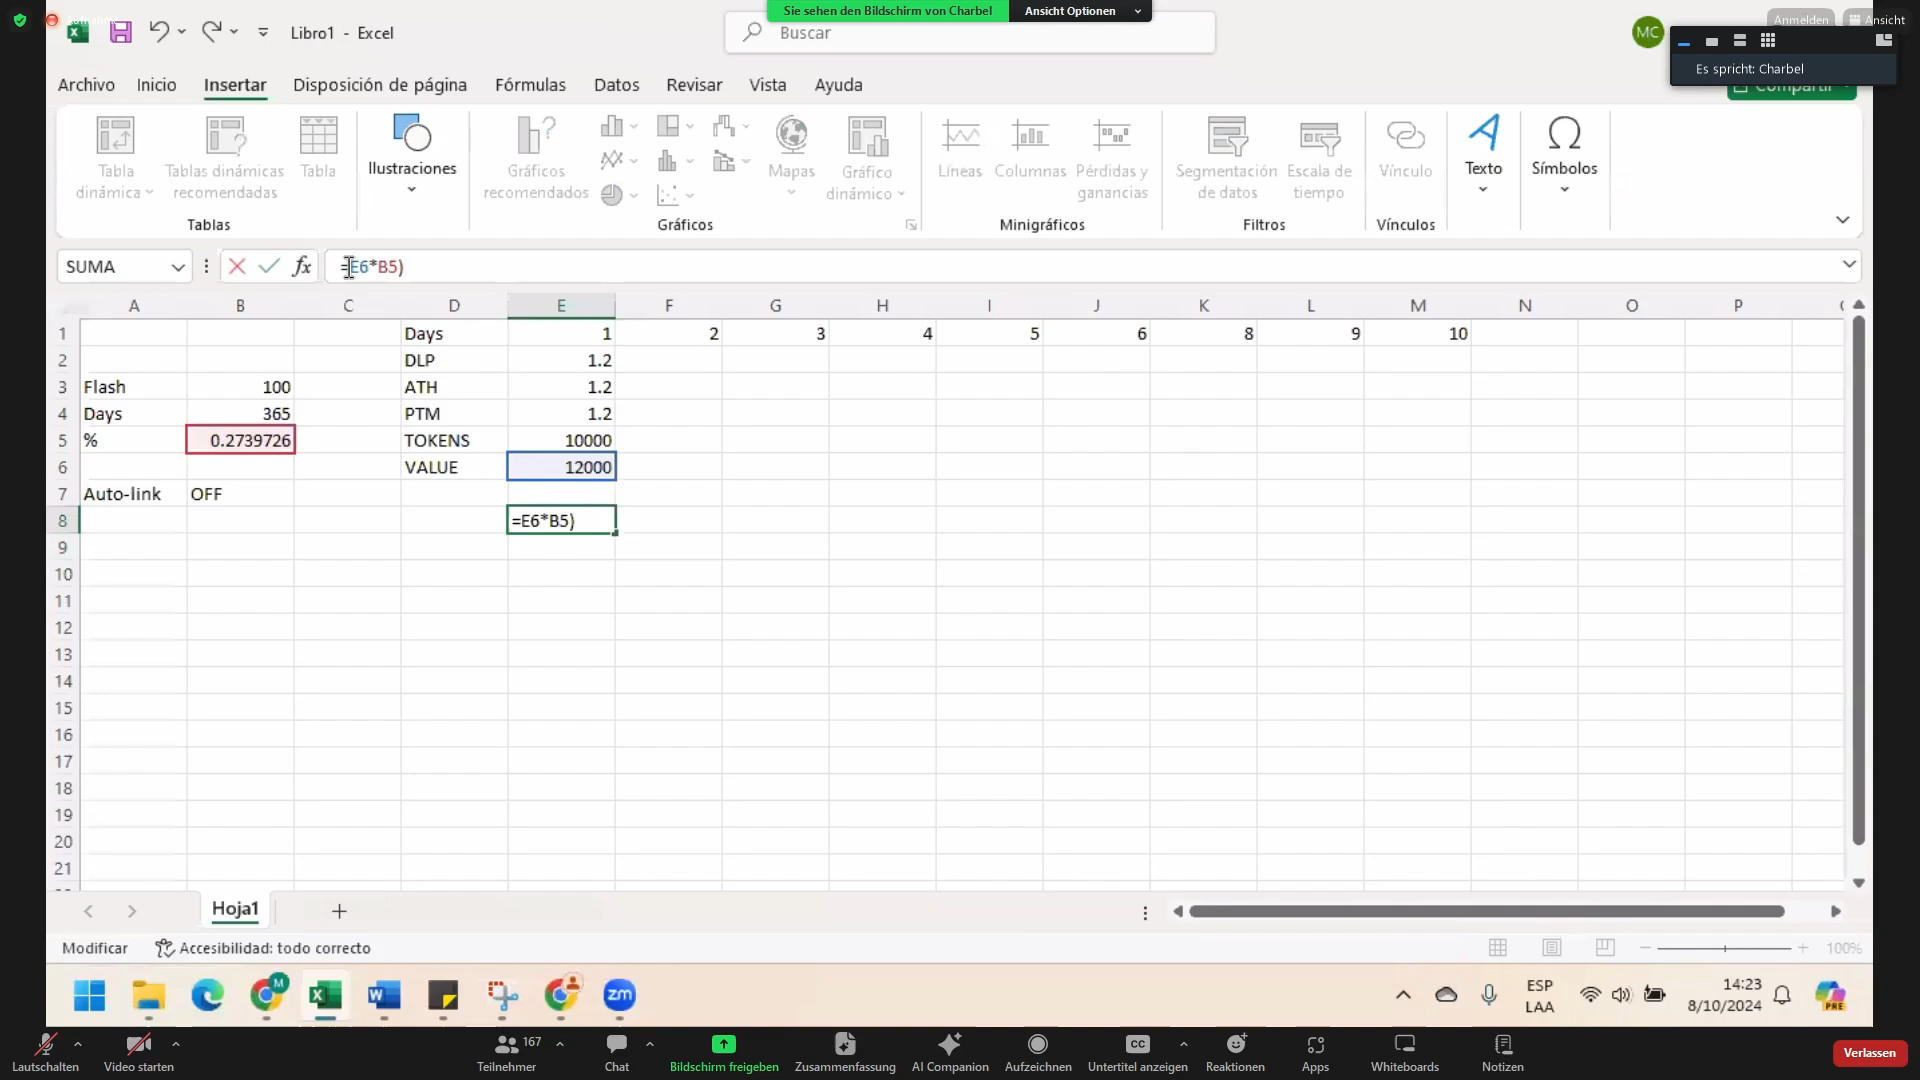 Sie sehen den Bildschirm von Charbel
Ansicht Optionen
Anmelden
Ansicht
Libro1 - Excel
Buscar
MC
Es spricht: Charbel
Archivo
Inicio
Insertar
Disposición de página
Fórmulas
Datos
Revisar
Vista
Ayuda
Compartir
Tabla dinámica
Tablas dinámicas recomendadas
Tabla
Ilustraciones
Gráficos recomendados
Mapas
Gráfico dinámico
Líneas
Columnas
Pérdidas y ganancias
Segmentación de datos
Escala de tiempo
Vínculo
Texto
Símbolos
Tablas
Gráficos
Minigráficos
Filtros
Vínculos
SUMA
fx
=E6*B5)
A B C D E F G H I J K L M N O P
1 Days 1 2 3 4 5 6 8 9 10
2 DLP 1.2
3 Flash 100 ATH 1.2
4 Days 365 PTM 1.2
5 % 0.2739726 TOKENS 10000
6 VALUE 12000
7 Auto-link OFF
8 =E6*B5)
9
10
11
12
13
14
15
16
17
18
19
20
21
Hoja1
Modificar
Accesibilidad: todo correcto
100%
M
zm
ESP
LAA
14:23
8/10/2024
PRE
Lautschalten
Video starten
167
Teilnehmer
Chat
Bildschirm freigeben
Zusammenfassung
AI Companion
Aufzeichnen
CC
Untertitel anzeigen
Reaktionen
Apps
Whiteboards
Notizen
Verlassen